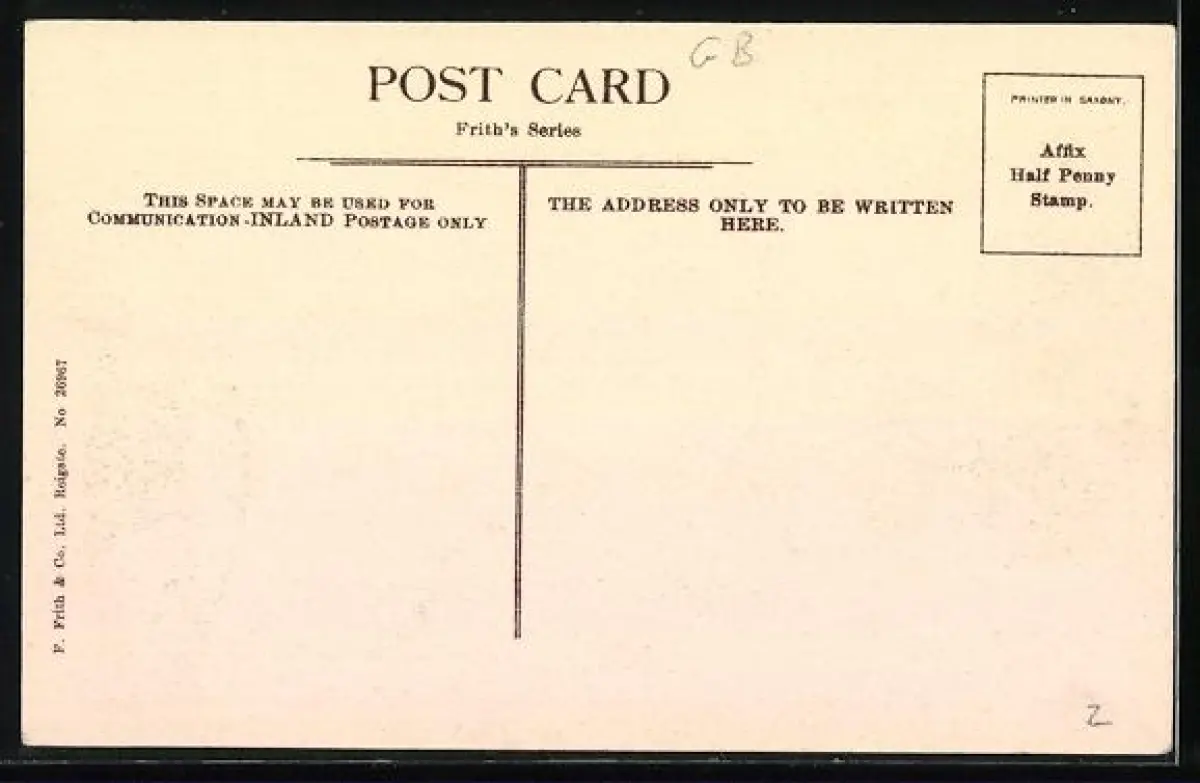 G B
POST CARD
Frith's Series
PRINTED IN SAXONY.
Affix
Half Penny
Stamp.
THIS SPACE MAY BE USED FOR
COMMUNICATION-INLAND POSTAGE ONLY
THE ADDRESS ONLY TO BE WRITTEN
HERE.
F. Frith & Co. Ltd. Reigate. No 26967
2